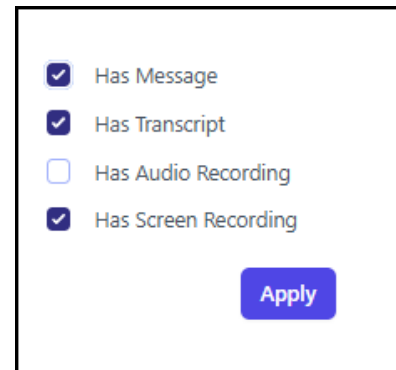 Has Message
Has Transcript
Has Audio Recording
Has Screen Recording
Apply